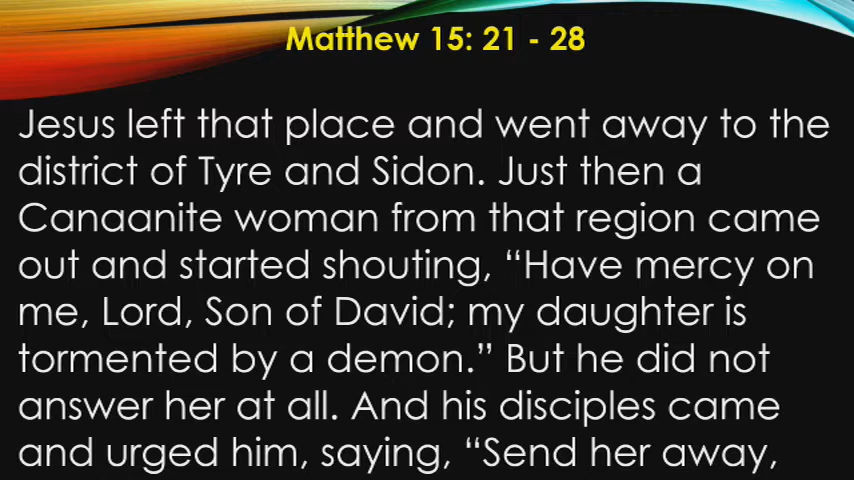 Matthew 15: 21 - 28
Jesus left that place and went away to the
district of Tyre and Sidon. Just then a
Canaanite woman from that region came
out and started shouting, “Have mercy on
me, Lord, Son of David; my daughter is
tormented by a demon.” But he did not
answer her at all. And his disciples came
and urged him, saying, “Send her away,